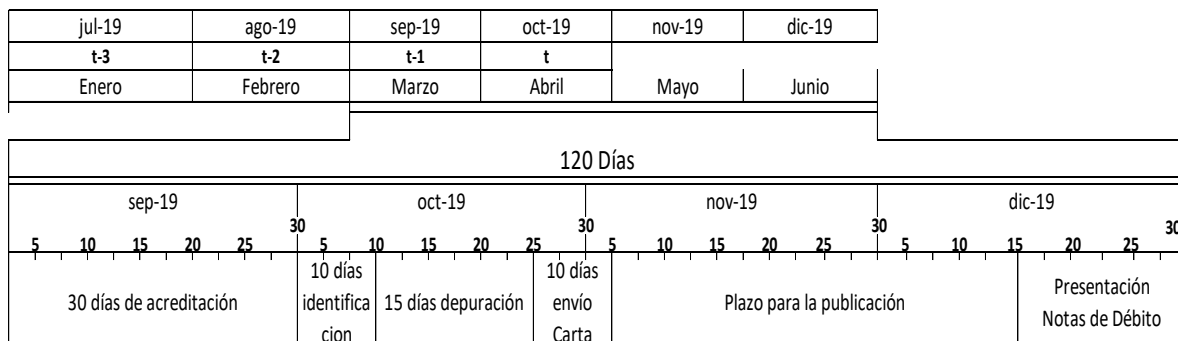 jul-19 ago-19 sep-19 oct-19 nov-19 dic-19
t-3 t-2 t-1 t
Enero Febrero Marzo Abril Mayo Junio
120 Días
sep-19 oct-19 nov-19 dic-19
30 30 30 30
5 10 15 20 25 5 10 15 20 25 5 10 15 20 25 5 10 15 20 25
30 días de acreditación
10 días
identifica
cion
15 días depuración
10 días
envío
Carta
Plazo para la publicación
Presentación
Notas de Débito